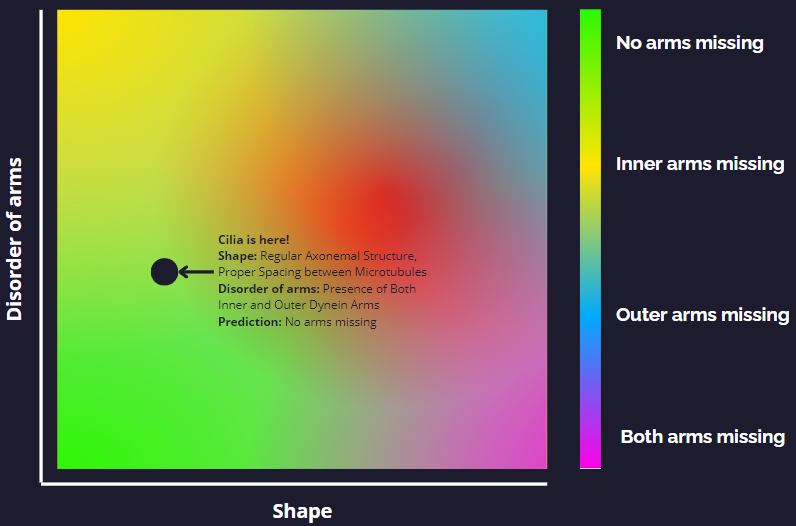 No arms missing
Inner arms missing
Disorder of arms
Cilia is here!
Shape: Regular Axonemal Structure,
Proper Spacing between Microtubules
Disorder of arms: Presence of Both
Inner and Outer Dynein Arms
Prediction: No arms missing
Outer arms missing
Both arms missing
Shape